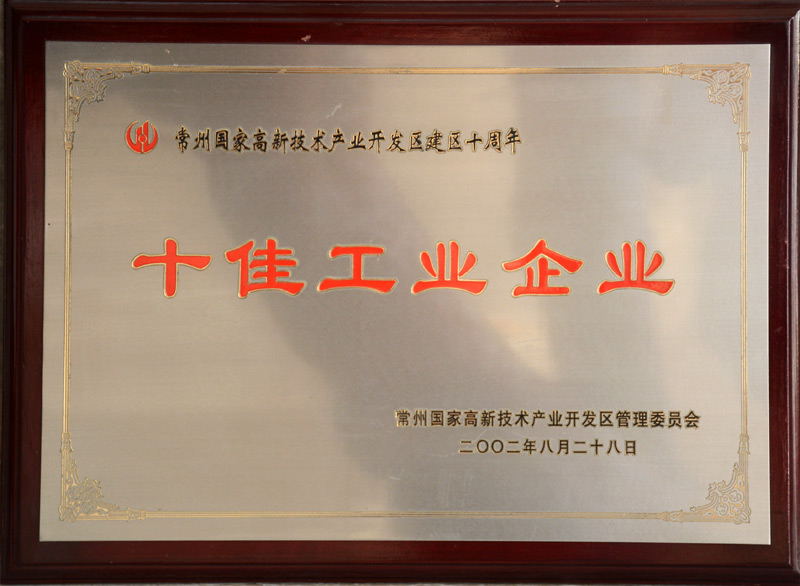 常州国家高新技术产业开发区建区十周年
十佳工业企业
常州国家高新技术产业开发区管理委员会
二〇〇二年八月二十八日